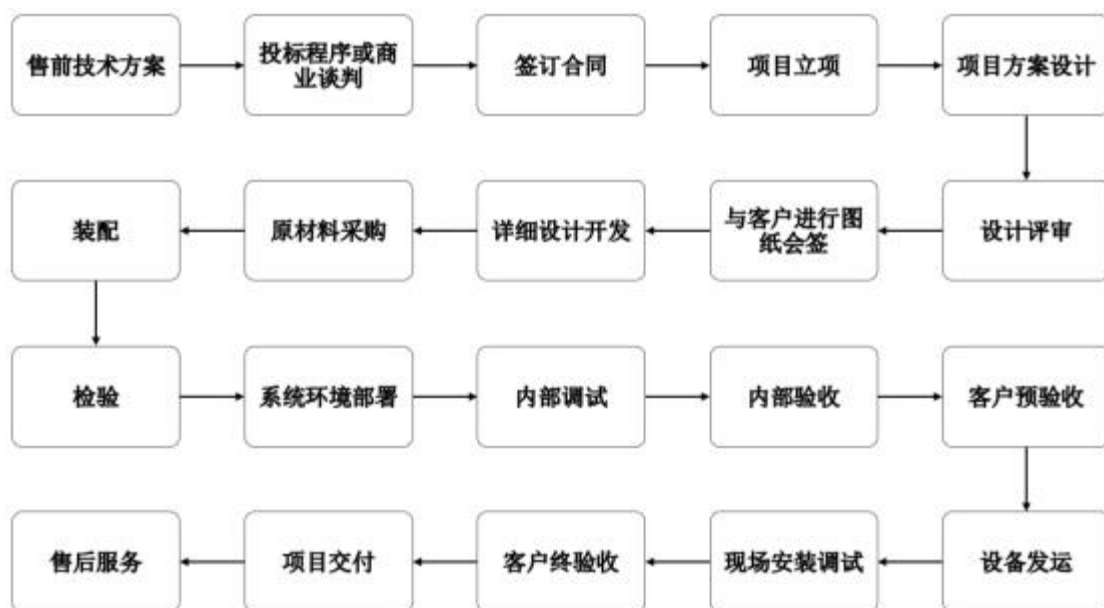 售前技术方案
投标程序或商
业谈判
签订合同
项目立项
项目方案设计
装配
原材料采购
详细设计开发
与客户进行图
纸会签
设计评审
检验
系统环境部署
内部调试
内部验收
客户预验收
售后服务
项目交付
客户终验收
现场安装调试
设备发运